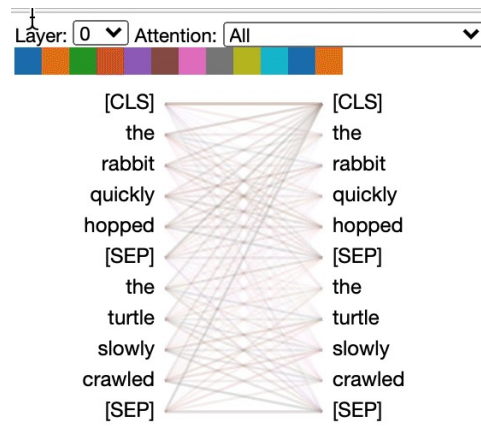 Layer: 0 Attention: All
[CLS] [CLS]
the the
rabbit rabbit
quickly quickly
hopped hopped
[SEP] [SEP]
the the
turtle turtle
slowly slowly
crawled crawled
[SEP] [SEP]